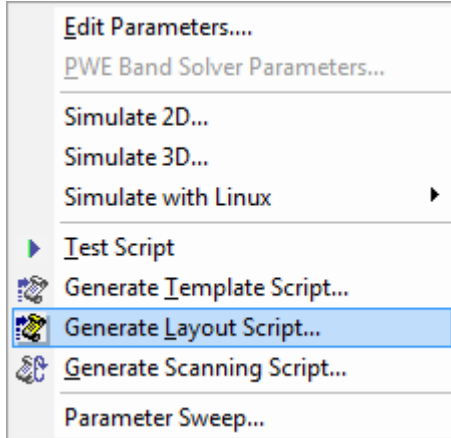 Edit Parameters....
PWE Band Solver Parameters...
Simulate 2D...
Simulate 3D...
Simulate with Linux
Test Script
Generate Template Script...
Generate Layout Script...
Generate Scanning Script...
Parameter Sweep...